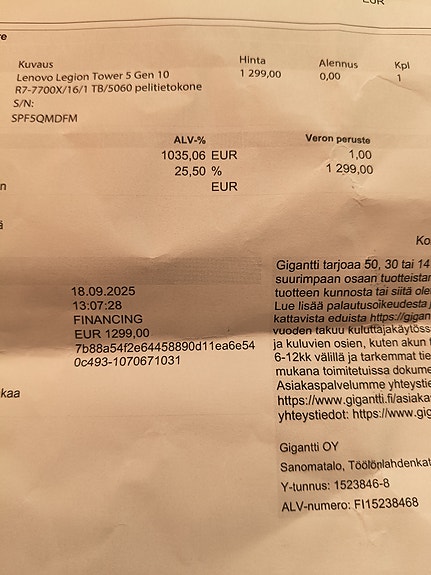 EUR
re
Kuvaus Hinta Alennus Kpl
Lenovo Legion Tower 5 Gen 10 1 299,00 0,00 1
R7-7700X/16/1 TB/5060 pelitietokone
S/N:
SPF5QMDFM
ALV-% Veron peruste
1035,06 EUR 1,00
25,50 % 1 299,00
n EUR
ä
Ko
18.09.2025
13:07:28
FINANCING
EUR 1299,00
7b88a54f2e64458890d11ea6e54
0c493-1070671031
kaa
Gigantti tarjoaa 50, 30 tai 14
suurimpaan osaan tuotteistam
tuotteen kunnosta tai siitä ole
Lue lisää palautusoikeudesta j
kattavista eduista https://gigan
vuoden takuu kuluttajakäytöss
ja kuluvien osien, kuten akun t
6-12kk välillä ja tarkemmat tie
mukana toimitetuissa dokume
Asiakaspalvelumme yhteystie
https://www.gigantti.fi/asiaka
yhteystiedot: https://www.gig
Gigantti OY
Sanomatalo, Töölönlahdenkat
Y-tunnus: 1523846-8
ALV-numero: FI15238468